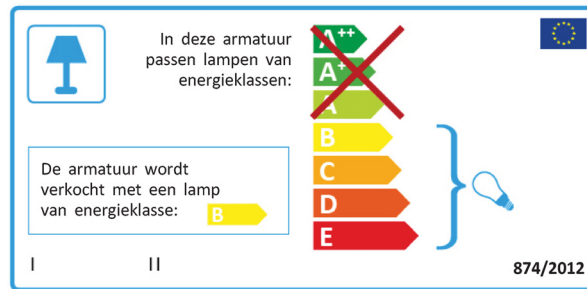 In deze armatuur
passen lampen van
energieklassen:
A++
A+
A
B
C
D
E
De armatuur wordt
verkocht met een lamp
van energieklasse: B
I II
874/2012